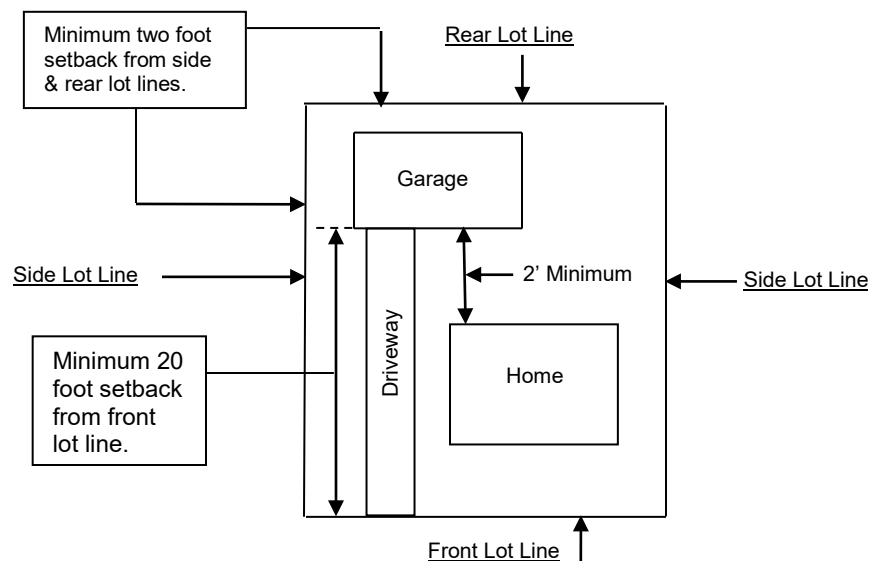 Minimum two foot
setback from side
& rear lot lines.
Rear Lot Line
Garage
Side Lot Line
2’ Minimum
Side Lot Line
Driveway
Minimum 20
foot setback
from front
lot line.
Home
Front Lot Line